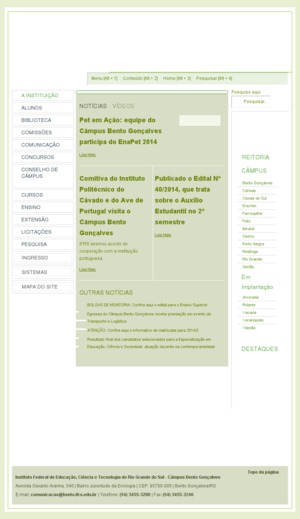 Menu [Alt + 1] Conteúdo [Alt + 2] Home [Alt + 3] Pesquisar [Alt + 4]
A INSTITUIÇÃO
ALUNOS
BIBLIOTECA
COMISSÕES
COMUNICAÇÃO
CONCURSOS
CONSELHO DE
CÂMPUS
CURSOS
ENSINO
EXTENSÃO
LICITAÇÕES
PESQUISA
INGRESSO
SISTEMAS
MAPA DO SITE
NOTÍCIAS VÍDEOS
Pet em Ação: equipe do
Câmpus Bento Gonçalves
participa do EnaPet 2014
Leia Mais
Comitiva do Instituto
Politécnico do
Cávado e do Ave de
Portugal visita o
Câmpus Bento
Gonçalves
IFRS assinou acordo de
cooperação com a instituição
portuguesa.
Leia Mais
Publicado o Edital Nº
40/2014, que trata
sobre o Auxílio
Estudantil no 2º
semestre
Leia Mais
OUTRAS NOTÍCIAS
BOLSAS DE MONITORIA: Confira aqui o edital para o Ensino Superior
Egressa do Câmpus Bento Gonçalves recebe premiação em evento de
Transporte e Logística
ATENÇÃO: Confira aqui o informativo de matrículas para 2014/2
Resultado final dos candidatos selecionados para a Especialização em
Educação, Ciência e Sociedade: atuação docente na contemporaneidade
Pesquise aqui:
Pesquisar...
REITORIA
CÂMPUS
Bento Gonçalves
Canoas
Caxias do Sul
Erechim
Farroupilha
Feliz
Ibirubá
Osório
Porto Alegre
Restinga
Rio Grande
Sertão
Em
Implantação
Alvorada
Rolante
Vacaria
Veranópolis
Viamão
DESTAQUES
Topo da página
Instituto Federal de Educação, Ciência e Tecnologia do Rio Grande do Sul - Câmpus Bento Gonçalves
Avenida Osvaldo Aranha, 540 | Bairro Juventude da Enologia | CEP: 95700-000 | Bento Gonçalves/RS
E-mail: comunicacao@bento.ifrs.edu.br | Telefone: (54) 3455-3200 | Fax: (54) 3455-3246